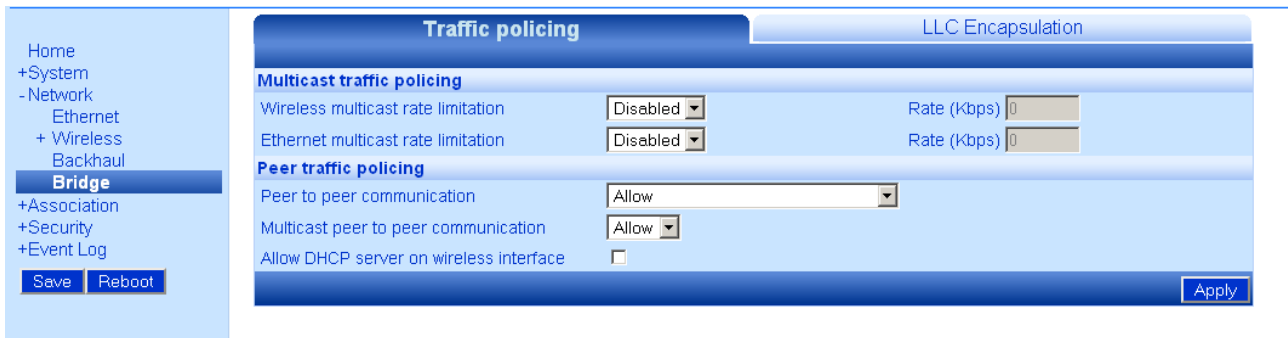 Home
+System
-Network
Ethernet
+ Wireless
Backhaul
Bridge
+Association
+Security
+Event Log
Save Reboot
Traffic policing LLC Encapsulation
Multicast traffic policing
Wireless multicast rate limitation Disabled Rate (Kbps) 0
Ethernet multicast rate limitation Disabled Rate (Kbps) 0
Peer traffic policing
Peer to peer communication Allow
Multicast peer to peer communication Allow
Allow DHCP server on wireless interface
Apply